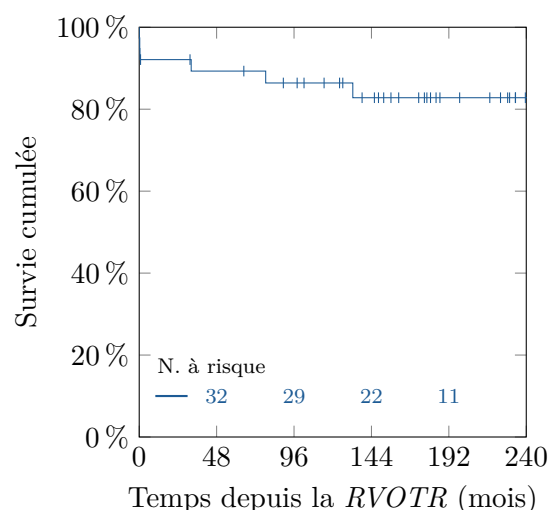 100 %
80 %
60 %
40 %
20 %
0 %
Survie cumulée
N. à risque
32 29 22 11
0 48 96 144 192 240
Temps depuis la RVOTR (mois)